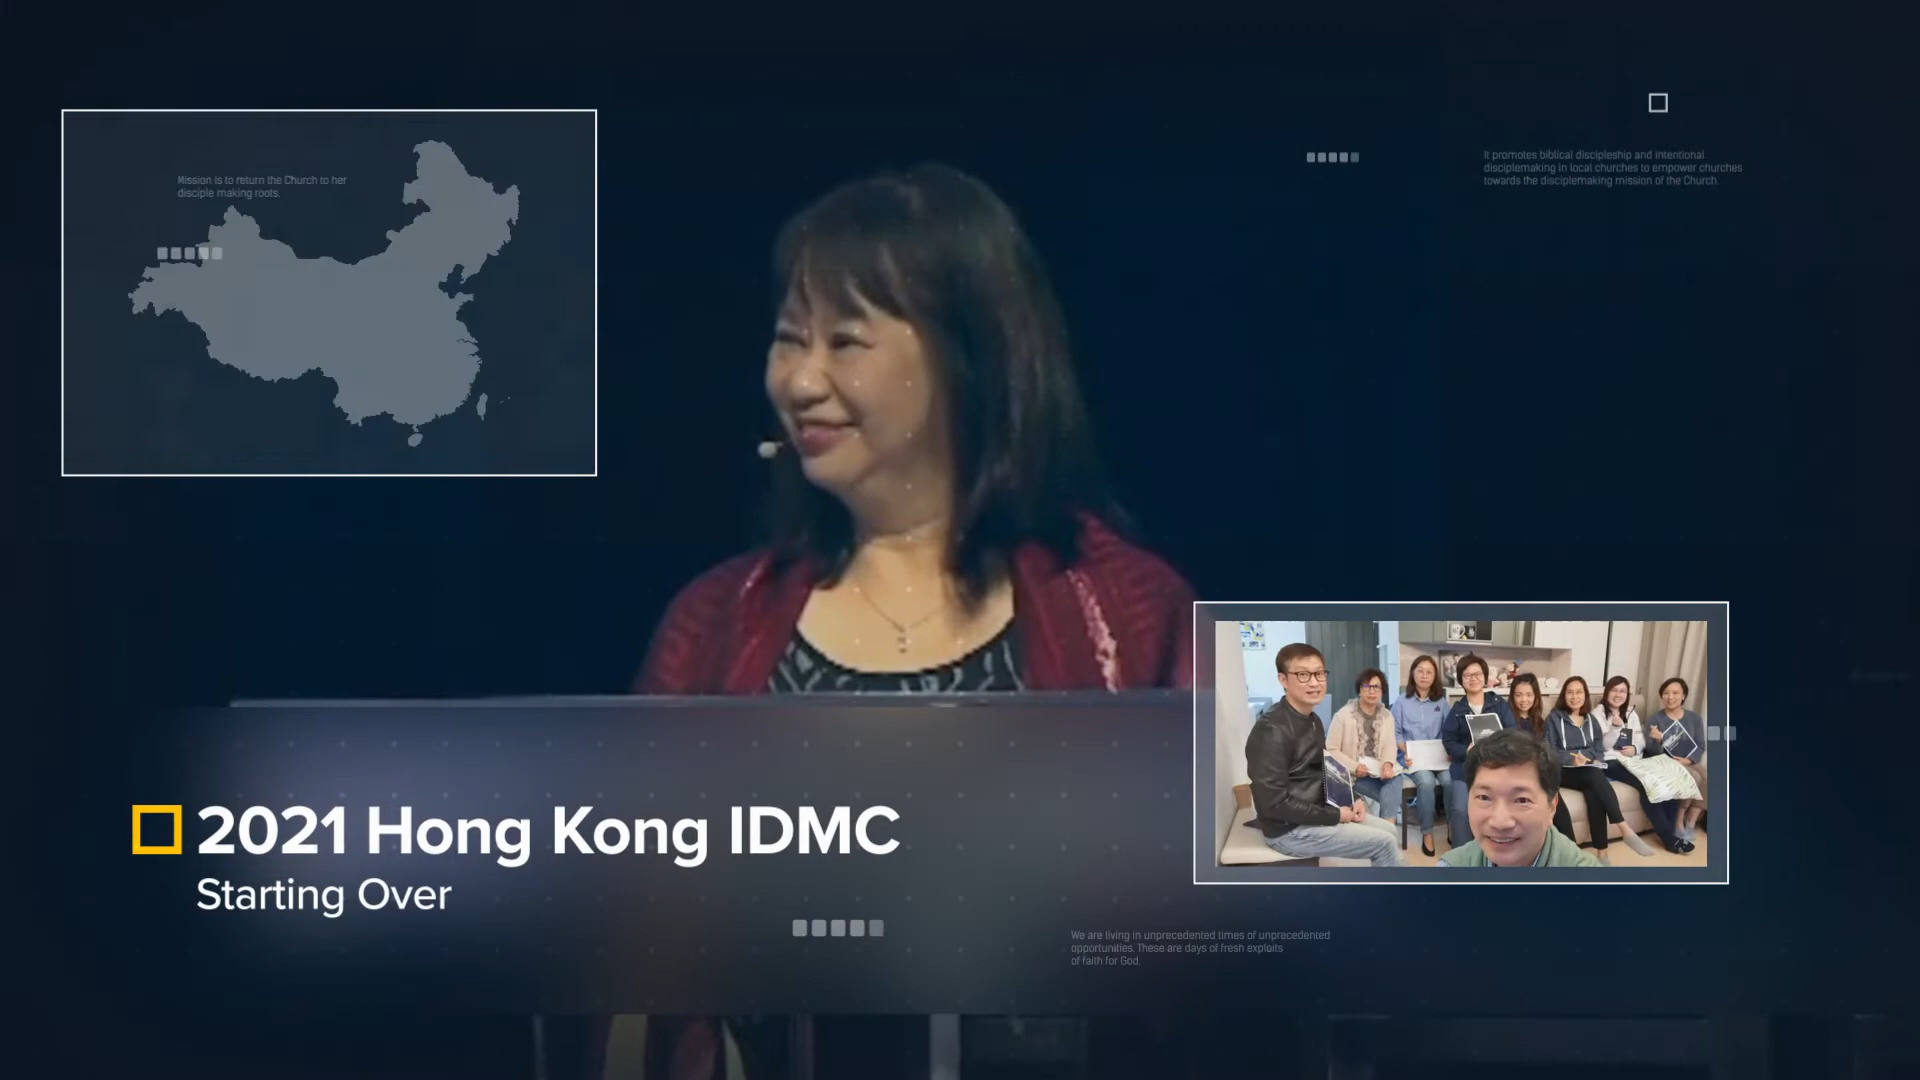 Mission is to return the Church to her
disciple making roots.
It promotes biblical discipleship and intentional
disciplemaking in local churches to empower churches
towards the disciplemaking mission of the Church.
2021 Hong Kong IDMC
Starting Over
We are living in unprecedented times of unprecedented
opportunities. These are days of fresh exploits
of faith for God.